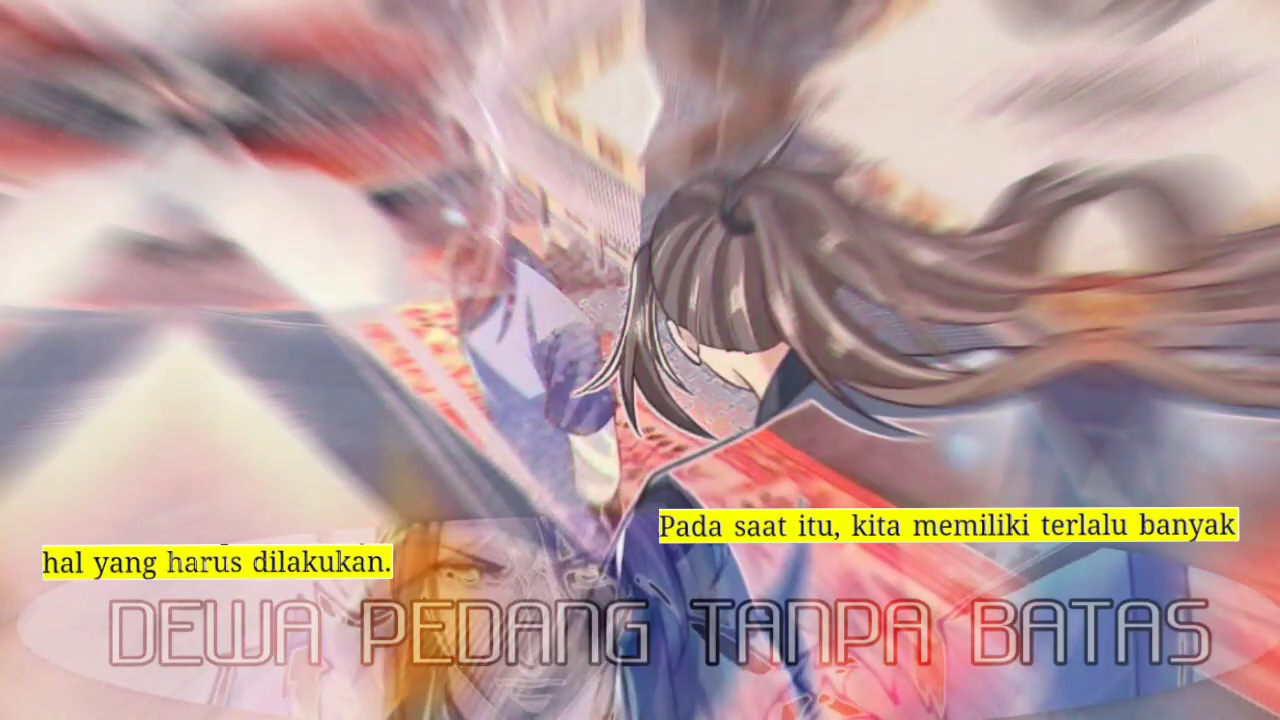 Pada saat itu, kita memiliki terlalu banyak
hal yang harus dilakukan.
DEWA PEDANG TANPA BATAS